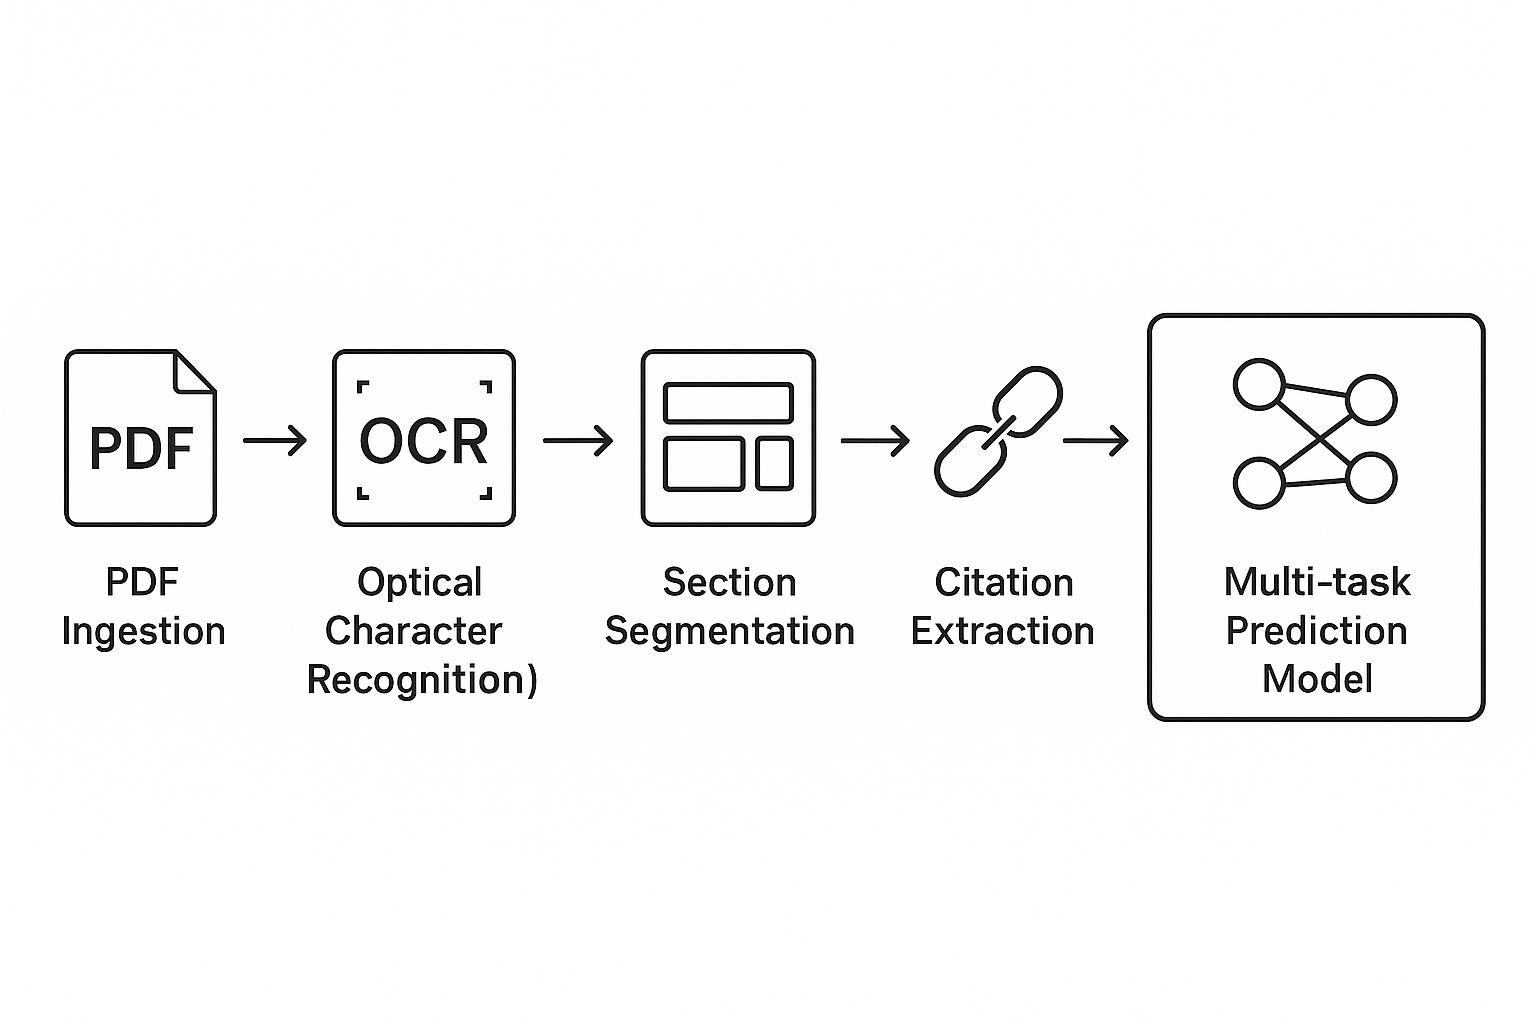 PDF
OCR
PDF
Ingestion
Optical
Character
Recognition)
Section
Segmentation
Citation
Extraction
Multi-task
Prediction
Model